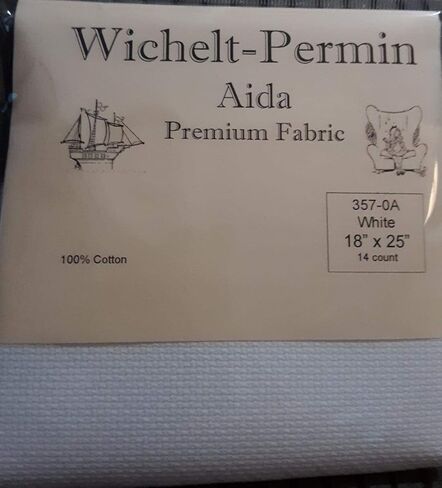 Wichelt-Permin
Aida
Premium Fabric
357-0A
White
18” x 25”
14 count
100% Cotton